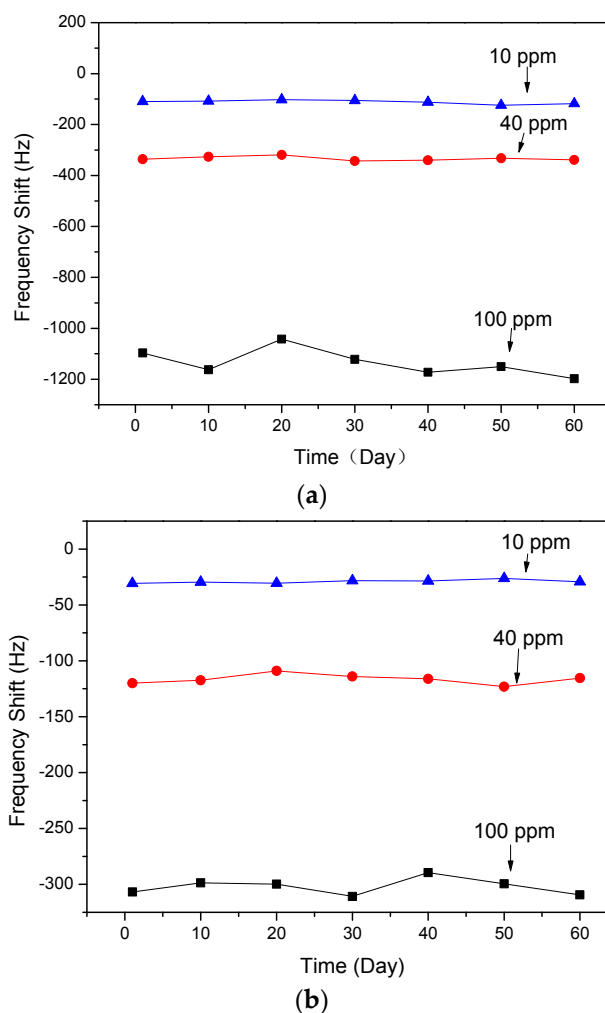 200
0
-200
-400
-600
-800
-1000
-1200
Frequency Shift (Hz)
10 ppm
40 ppm
100 ppm
0 10 20 30 40 50 60
Time（Day）
(a)
0
-50
-100
-150
-200
-250
-300
Frequency Shift (Hz)
10 ppm
40 ppm
100 ppm
0 10 20 30 40 50 60
Time (Day)
(b)